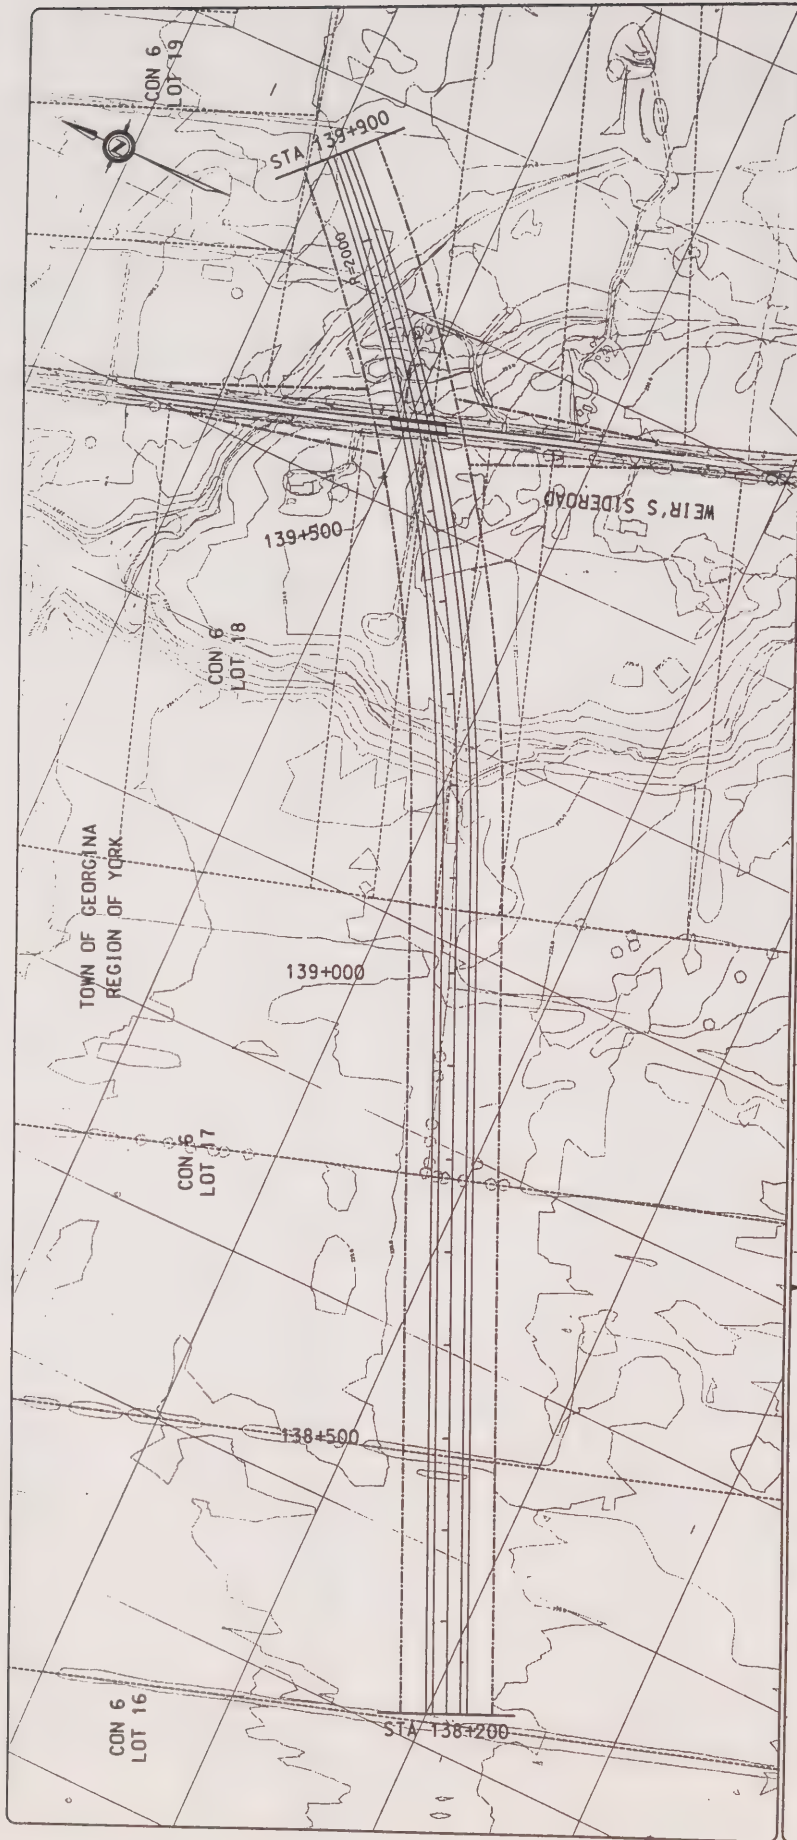 CON 6
LOT 19
N
STA 139+900
R=2000
WEIR'S SIDEROAD
139+500
CON 6
LOT 18
TOWN OF GEORGINA
REGION OF YORK
139+000
CON 6
LOT 17
138+500
CON 6
LOT 16
STA 138+200